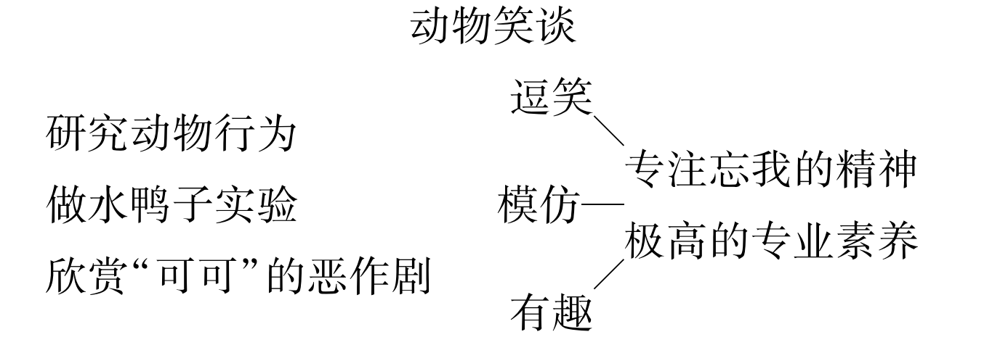 动物笑谈
逗笑
研究动物行为
专注忘我的精神
做水鸭子实验
模仿
极高的专业素养
欣赏“可可”的恶作剧
有趣